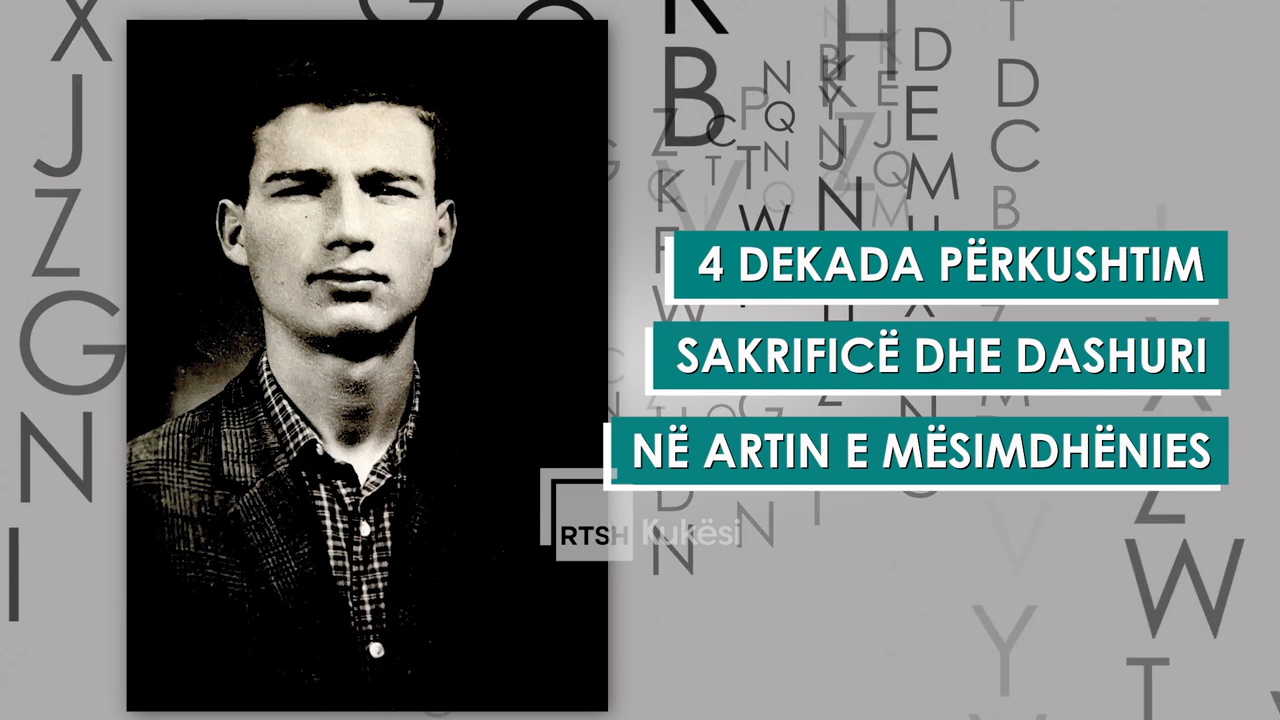 4 DEKADA PËRKUSHTIM
SAKRIFICË DHE DASHURI
NË ARTIN E MËSIMDHËNIES
RTSH Kukësi